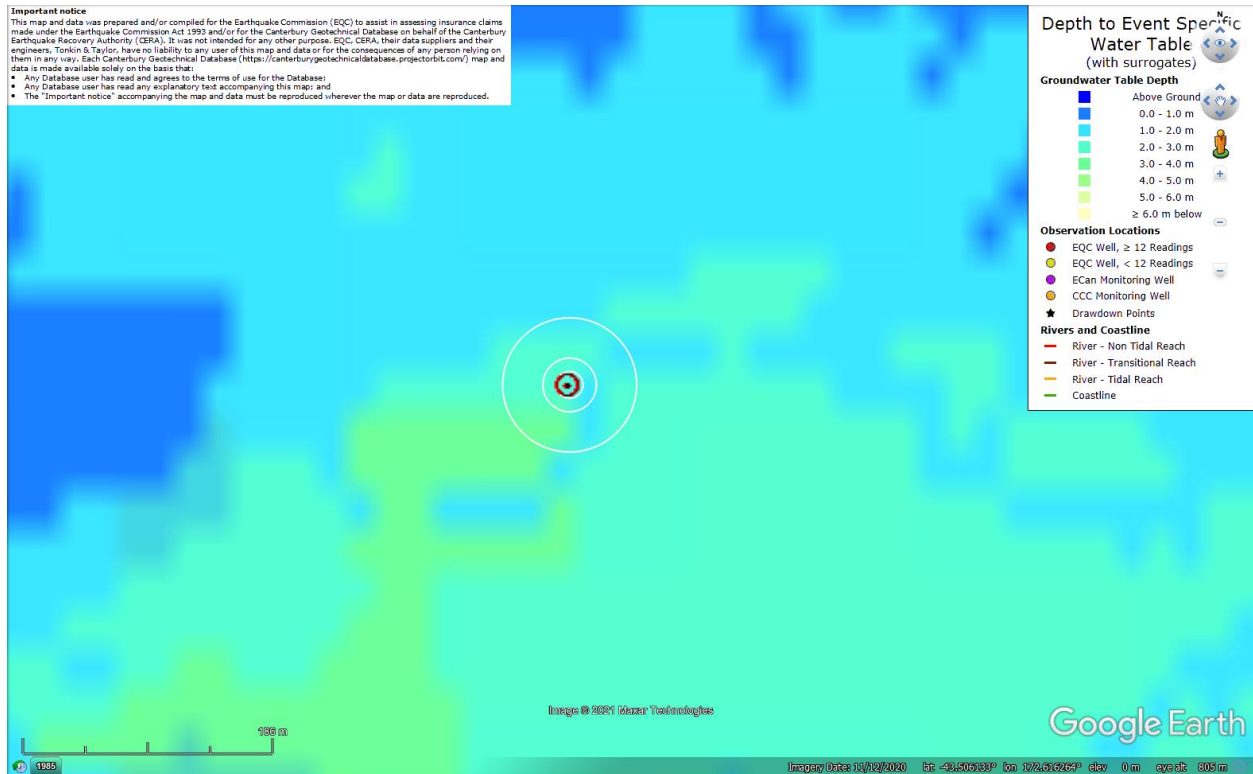 Important notice
This map and data was prepared and/or compiled for the Earthquake Commission (EQC) to assist in assessing insurance claims
made under the Earthquake Commission Act 1993 and/or for the Canterbury Geotechnical Database on behalf of the Canterbury
Earthquake Recovery Authority (CERA). It was not intended for any other purpose. EQC, CERA, their data suppliers and their
engineers, Tonkin & Taylor, have no liability to any user of this map and data or for the consequences of any person relying on
them in any way. Each Canterbury Geotechnical Database (https://canterburygeotechnicaldatabase.projectorbit.com/) map and
data is made available solely on the basis that:
• Any Database user has read and agrees to the terms of use for the Database;
• Any Database user has read any explanatory text accompanying this map; and
• The "Important notice" accompanying the map and data must be reproduced wherever the map or data are reproduced.
Depth to Event Specific
Water Table
(with surrogates)
N
Groundwater Table Depth
Above Ground
0.0 - 1.0 m
1.0 - 2.0 m
2.0 - 3.0 m
3.0 - 4.0 m
4.0 - 5.0 m
5.0 - 6.0 m
≥ 6.0 m below
Observation Locations
EQC Well, ≥ 12 Readings
EQC Well, < 12 Readings
ECan Monitoring Well
CCC Monitoring Well
Drawdown Points
Rivers and Coastline
River - Non Tidal Reach
River - Transitional Reach
River - Tidal Reach
Coastline
Image © 2021 Maxar Technologies
186 m
Google Earth
1985
Imagery Date: 11/12/2020 lat -43.506133° lon 172.616264° elev 0 m eye alt 805 m